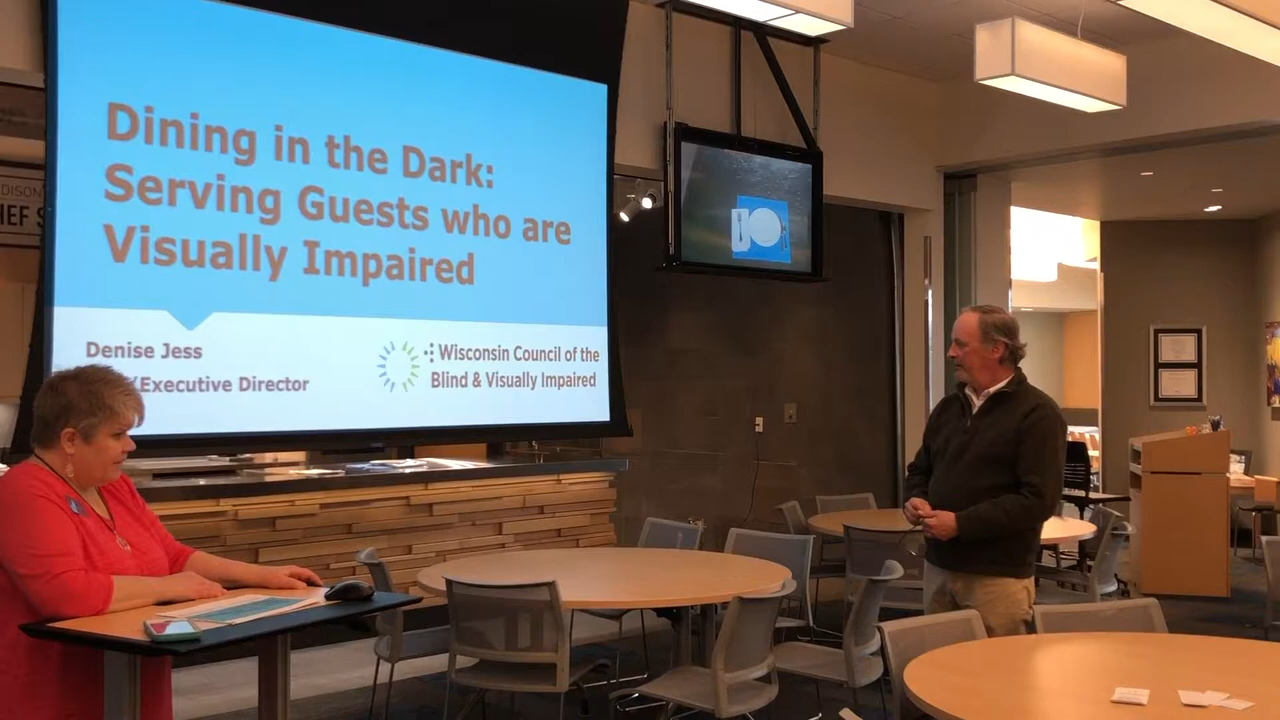 Dining in the Dark:
Serving Guests who are
Visually Impaired
Denise Jess
Executive Director
Wisconsin Council of the
Blind & Visually Impaired